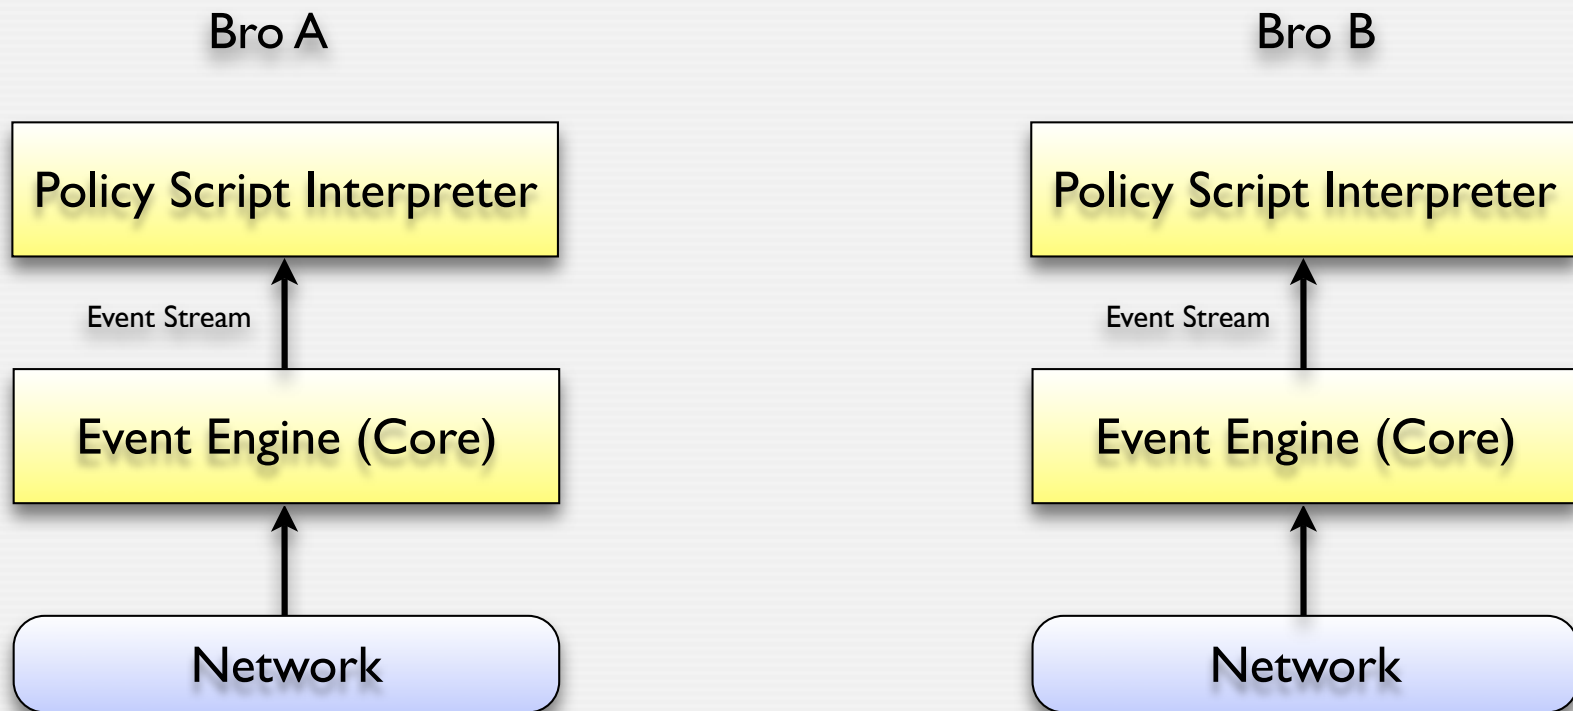 Bro A
Policy Script Interpreter
Event Stream
Event Engine (Core)
Network
Bro B
Policy Script Interpreter
Event Stream
Event Engine (Core)
Network